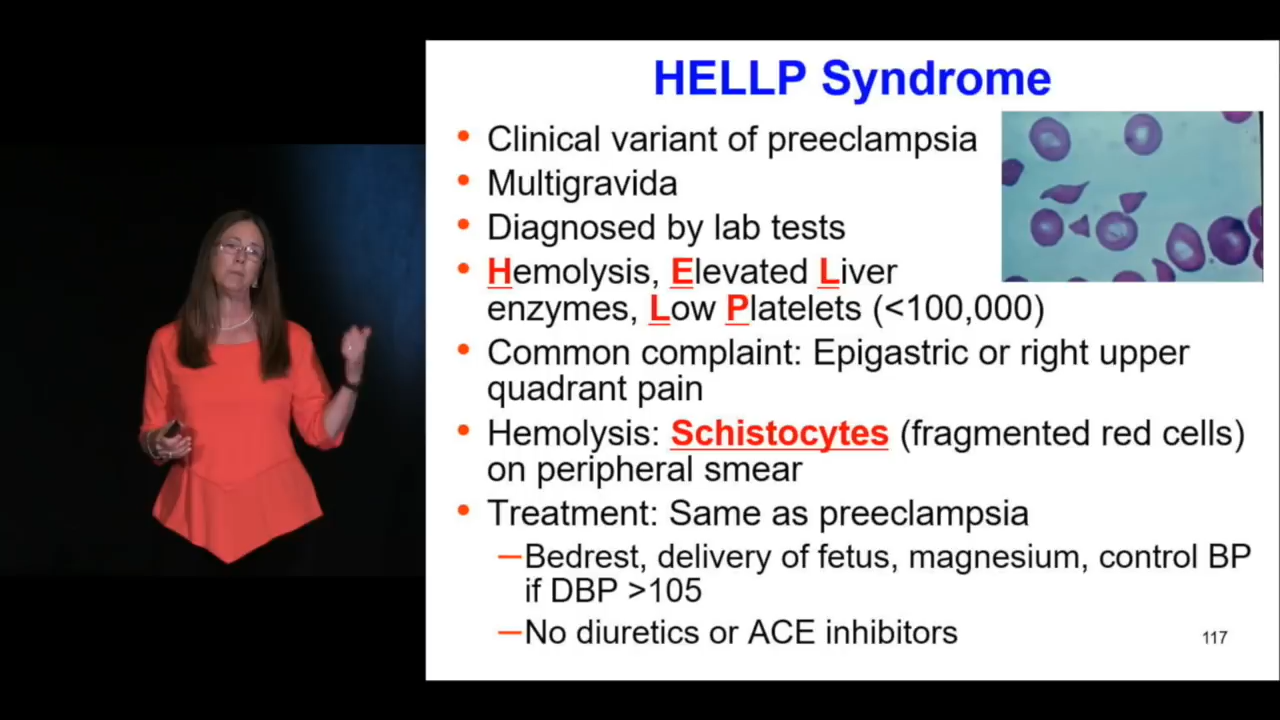 HELLP Syndrome
• Clinical variant of preeclampsia
• Multigravida
• Diagnosed by lab tests
• Hemolysis, Elevated Liver
enzymes, Low Platelets (<100,000)
• Common complaint: Epigastric or right upper
quadrant pain
• Hemolysis: Schistocytes (fragmented red cells)
on peripheral smear
• Treatment: Same as preeclampsia
–Bedrest, delivery of fetus, magnesium, control BP
if DBP >105
–No diuretics or ACE inhibitors
117